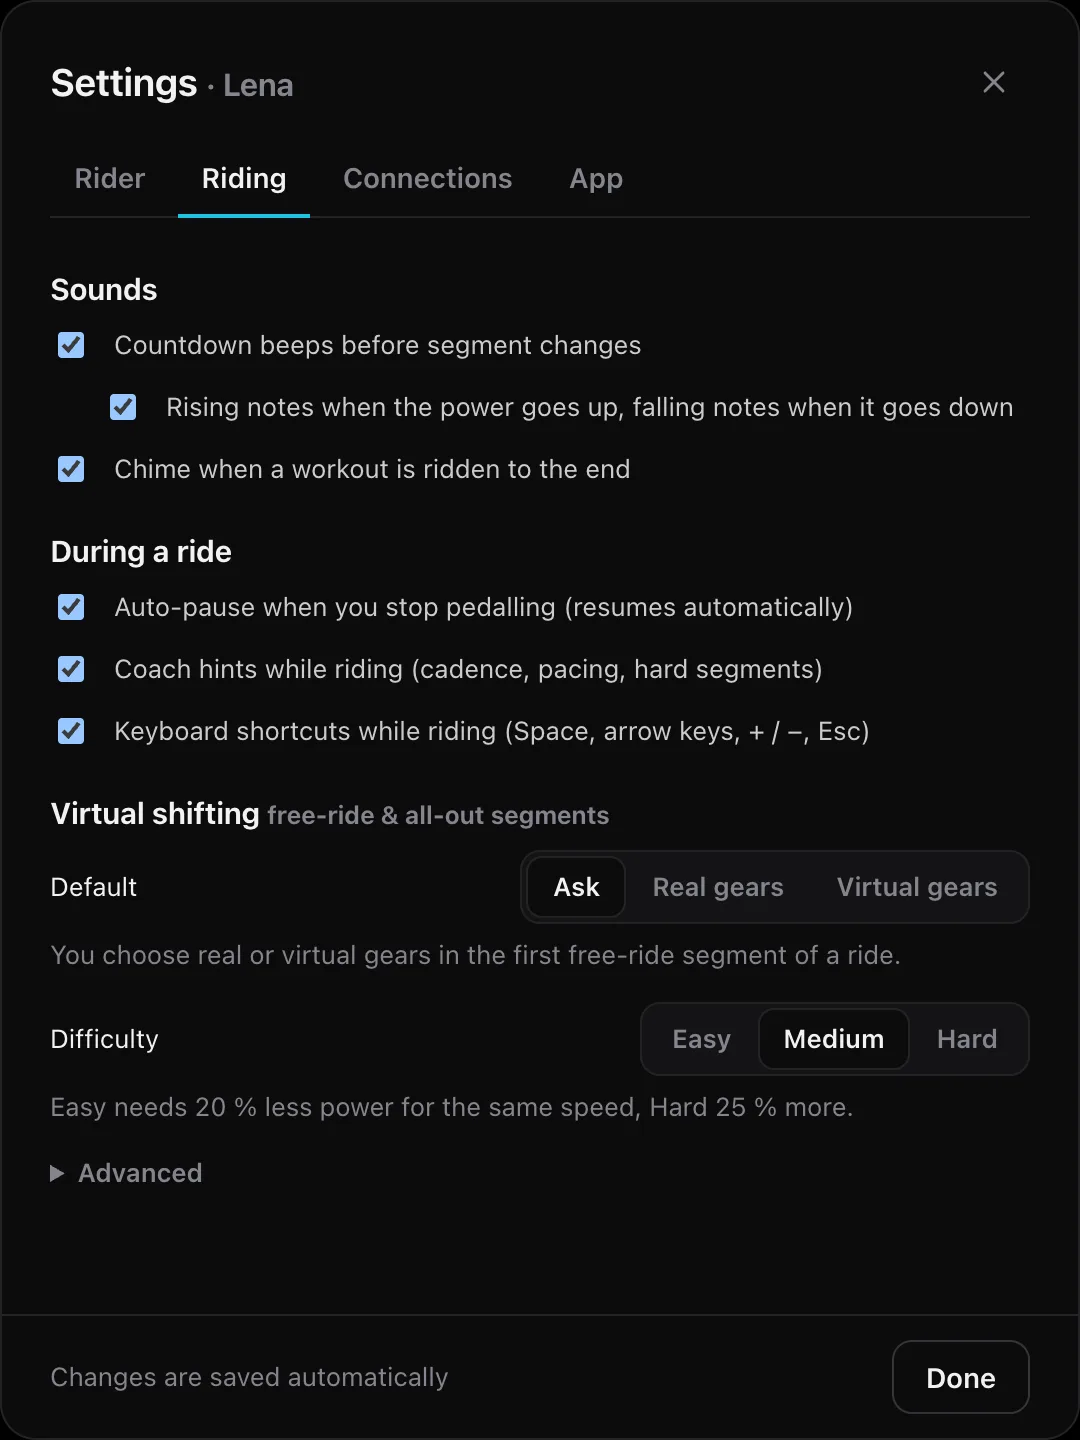 Settings · Lena
Rider Riding Connections App
Sounds
Countdown beeps before segment changes
Rising notes when the power goes up, falling notes when it goes down
Chime when a workout is ridden to the end
During a ride
Auto-pause when you stop pedalling (resumes automatically)
Coach hints while riding (cadence, pacing, hard segments)
Keyboard shortcuts while riding (Space, arrow keys, + / −, Esc)
Virtual shifting free-ride & all-out segments
Default Ask Real gears Virtual gears
You choose real or virtual gears in the first free-ride segment of a ride.
Difficulty Easy Medium Hard
Easy needs 20 % less power for the same speed, Hard 25 % more.
Advanced
Changes are saved automatically Done